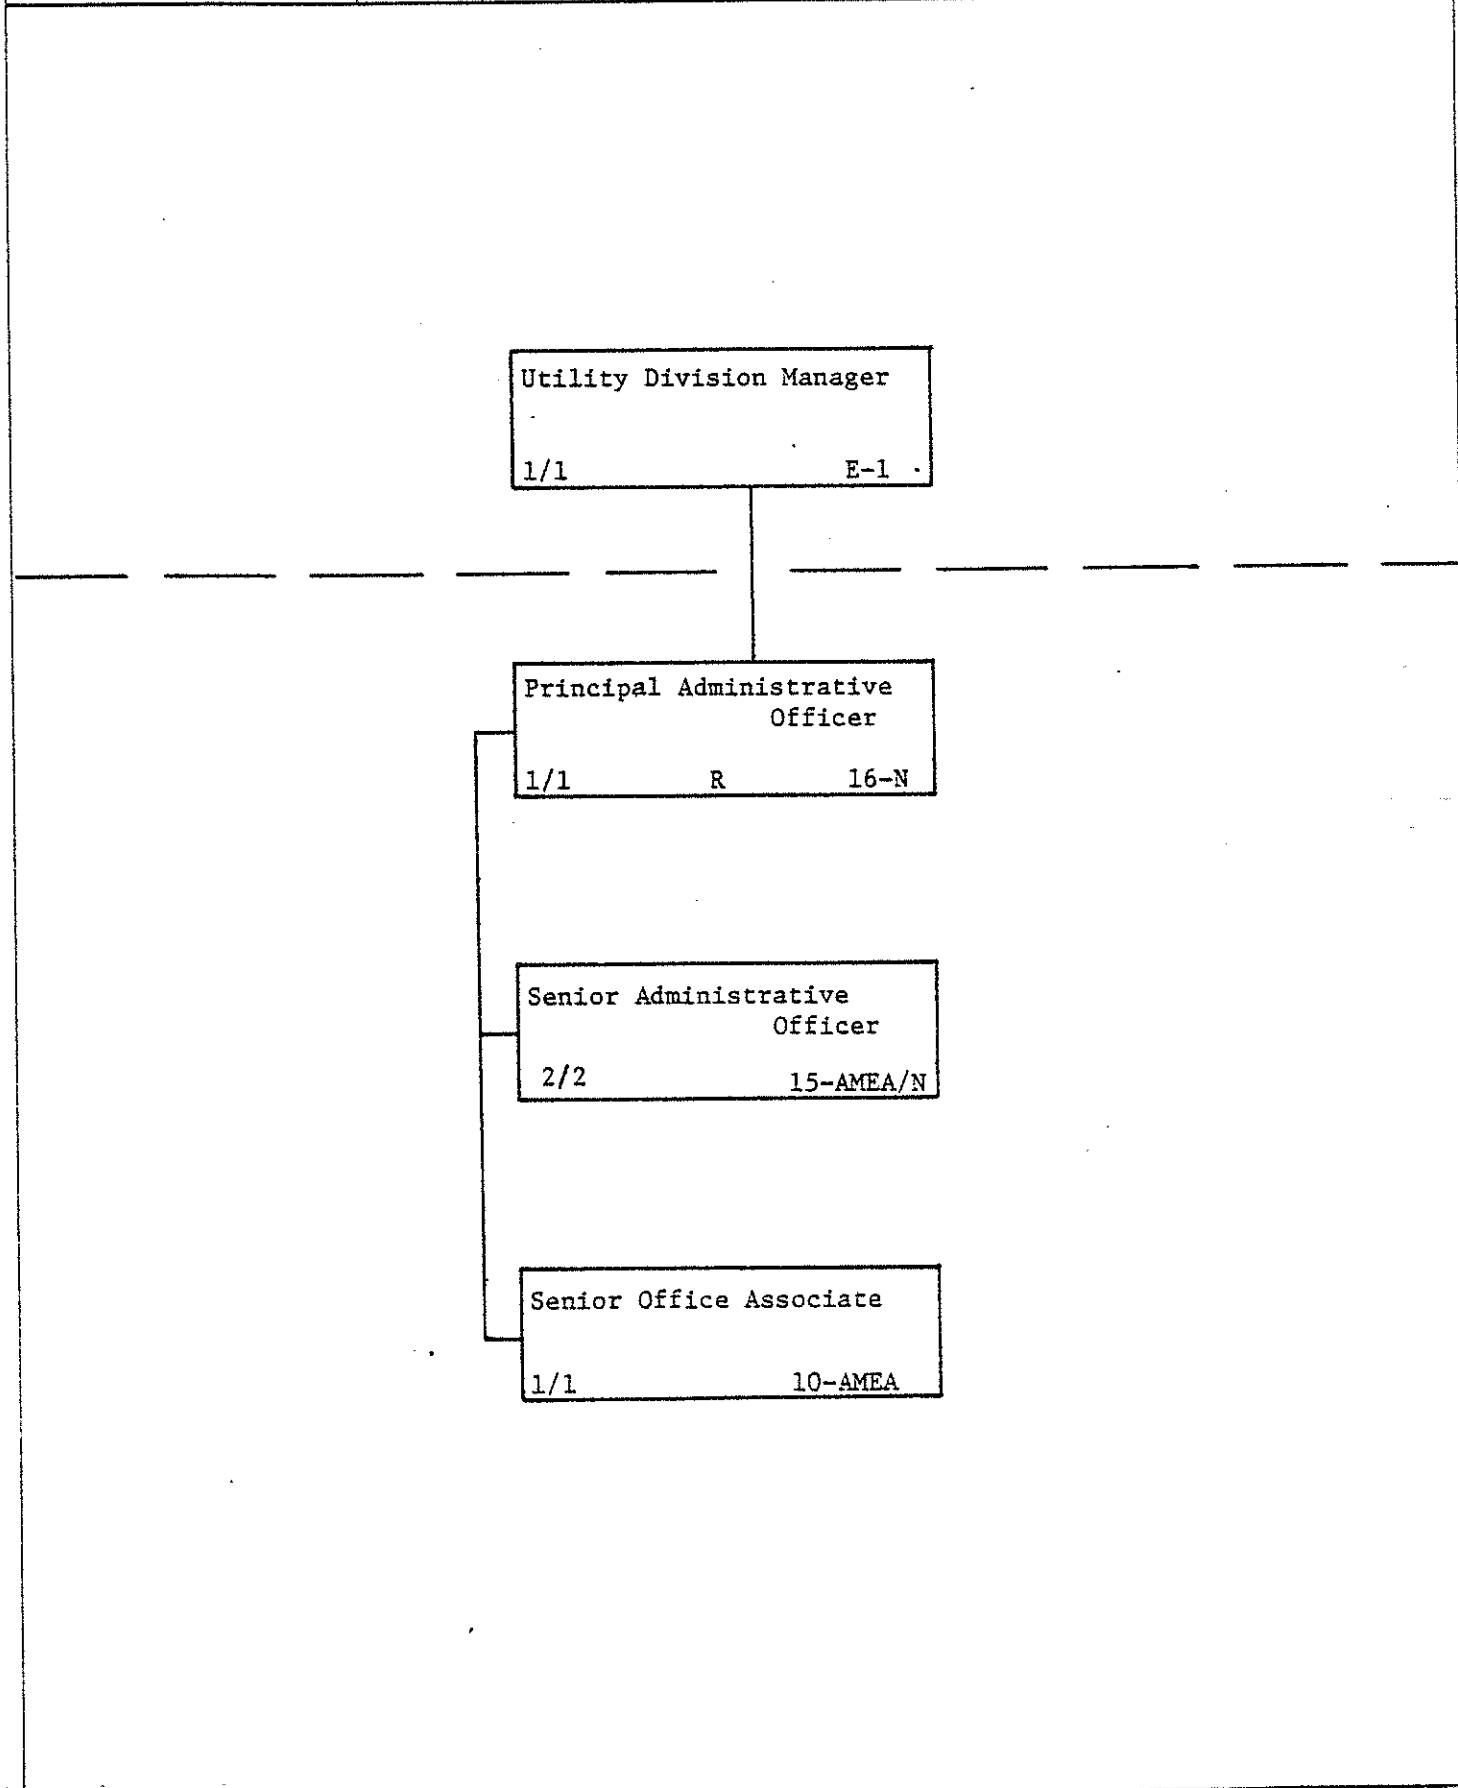 Utility Division Manager
1/1 E-1
Principal Administrative
Officer
1/1 R 16-N
Senior Administrative
Officer
2/2 15-AMEA/N
Senior Office Associate
1/1 10-AMEA